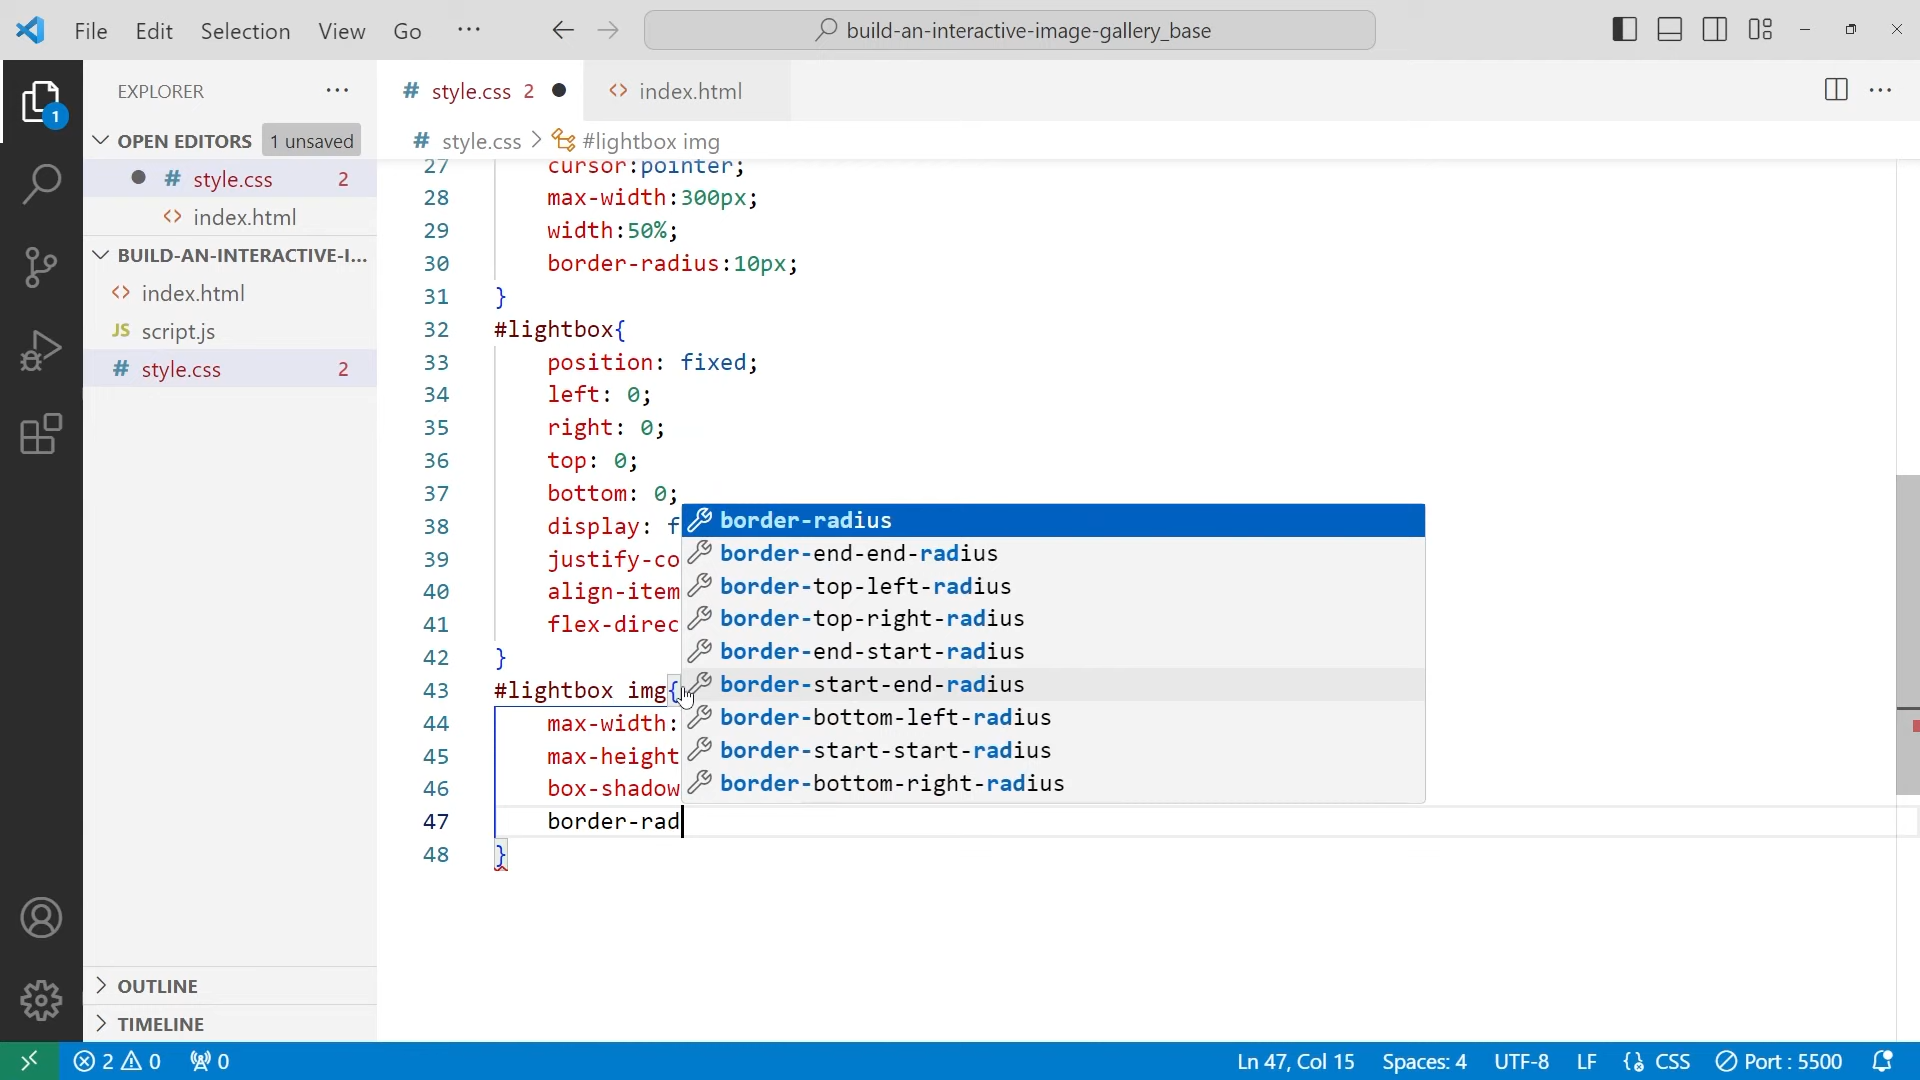 File Edit Selection View Go ··· build-an-interactive-image-gallery_base
EXPLORER ···
OPEN EDITORS 1 unsaved
# style.css 2
<> index.html
BUILD-AN-INTERACTIVE-I...
<> index.html
JS script.js
# style.css 2
OUTLINE
TIMELINE
1
# style.css 2 ● <> index.html
# style.css > #lightbox img
27 cursor:pointer;
28 max-width:300px;
29 width:50%;
30 border-radius:10px;
31 }
32 #lightbox{
33 position: fixed;
34 left: 0;
35 right: 0;
36 top: 0;
37 bottom: 0;
38 display: f
39 justify-co
40 align-item
41 flex-direc
42 }
43 #lightbox img{
44 max-width:
45 max-height
46 box-shadow
47 border-rad
48 }
border-radius
border-end-end-radius
border-top-left-radius
border-top-right-radius
border-end-start-radius
border-start-end-radius
border-bottom-left-radius
border-start-start-radius
border-bottom-right-radius
2 0 0 Ln 47, Col 15 Spaces: 4 UTF-8 LF CSS Port : 5500